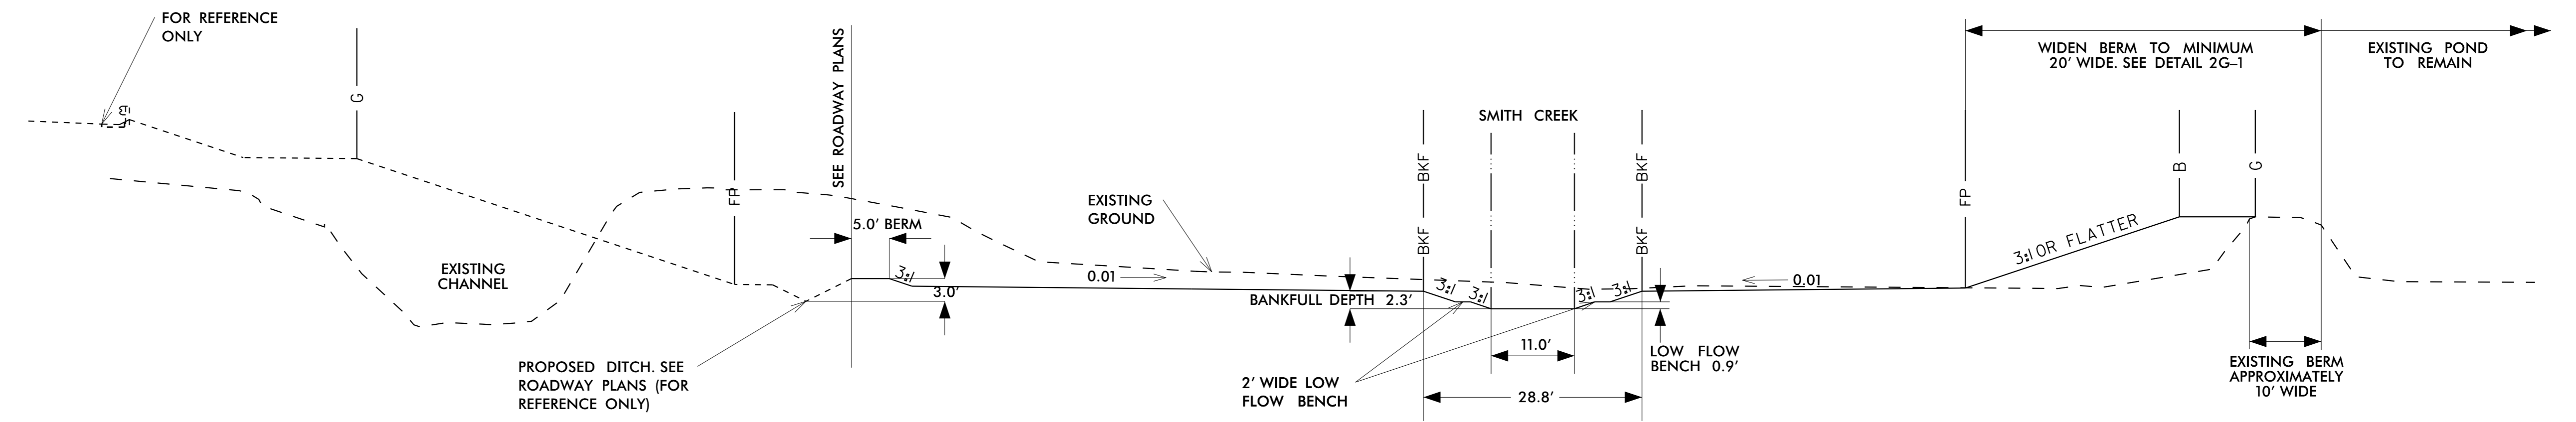 FOR REFERENCE
ONLY
G
SEE ROADWAY PLANS
FP
5.0' BERM
3:1
3.0'
EXISTING
CHANNEL
PROPOSED DITCH. SEE
ROADWAY PLANS (FOR
REFERENCE ONLY)
EXISTING
GROUND
0.01
BANKFULL DEPTH 2.3'
SMITH CREEK
BKF
BKF
BKF
BKF
3:1
3:1
3:1
3:1
11.0'
28.8'
2' WIDE LOW
FLOW BENCH
LOW FLOW
BENCH 0.9'
0.01
FP
3:1 OR FLATTER
WIDEN BERM TO MINIMUM
20' WIDE. SEE DETAIL 2G–1
EXISTING POND
TO REMAIN
B
G
EXISTING BERM
APPROXIMATELY
10' WIDE